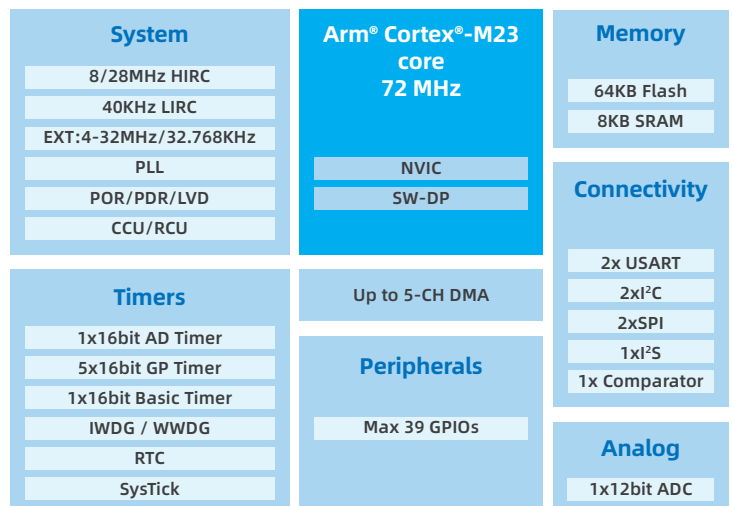 System
8/28MHz HIRC
40KHz LIRC
EXT:4-32MHz/32.768KHz
PLL
POR/PDR/LVD
CCU/RCU
Arm® Cortex®-M23
core
72 MHz
NVIC
SW-DP
Memory
64KB Flash
8KB SRAM
Connectivity
2x USART
2xI²C
2xSPI
1xI²S
1x Comparator
Timers
1x16bit AD Timer
5x16bit GP Timer
1x16bit Basic Timer
IWDG / WWDG
RTC
SysTick
Up to 5-CH DMA
Peripherals
Max 39 GPIOs
Analog
1x12bit ADC